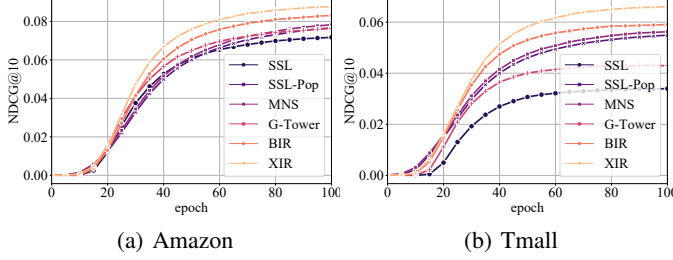 NDCG@10
0.08
0.06
0.04
0.02
0.00
0 20 40 60 80 100
epoch
SSL
SSL-Pop
MNS
G-Tower
BIR
XIR
(a) Amazon
NDCG@10
0.06
0.04
0.02
0.00
0 20 40 60 80 100
epoch
SSL
SSL-Pop
MNS
G-Tower
BIR
XIR
(b) Tmall